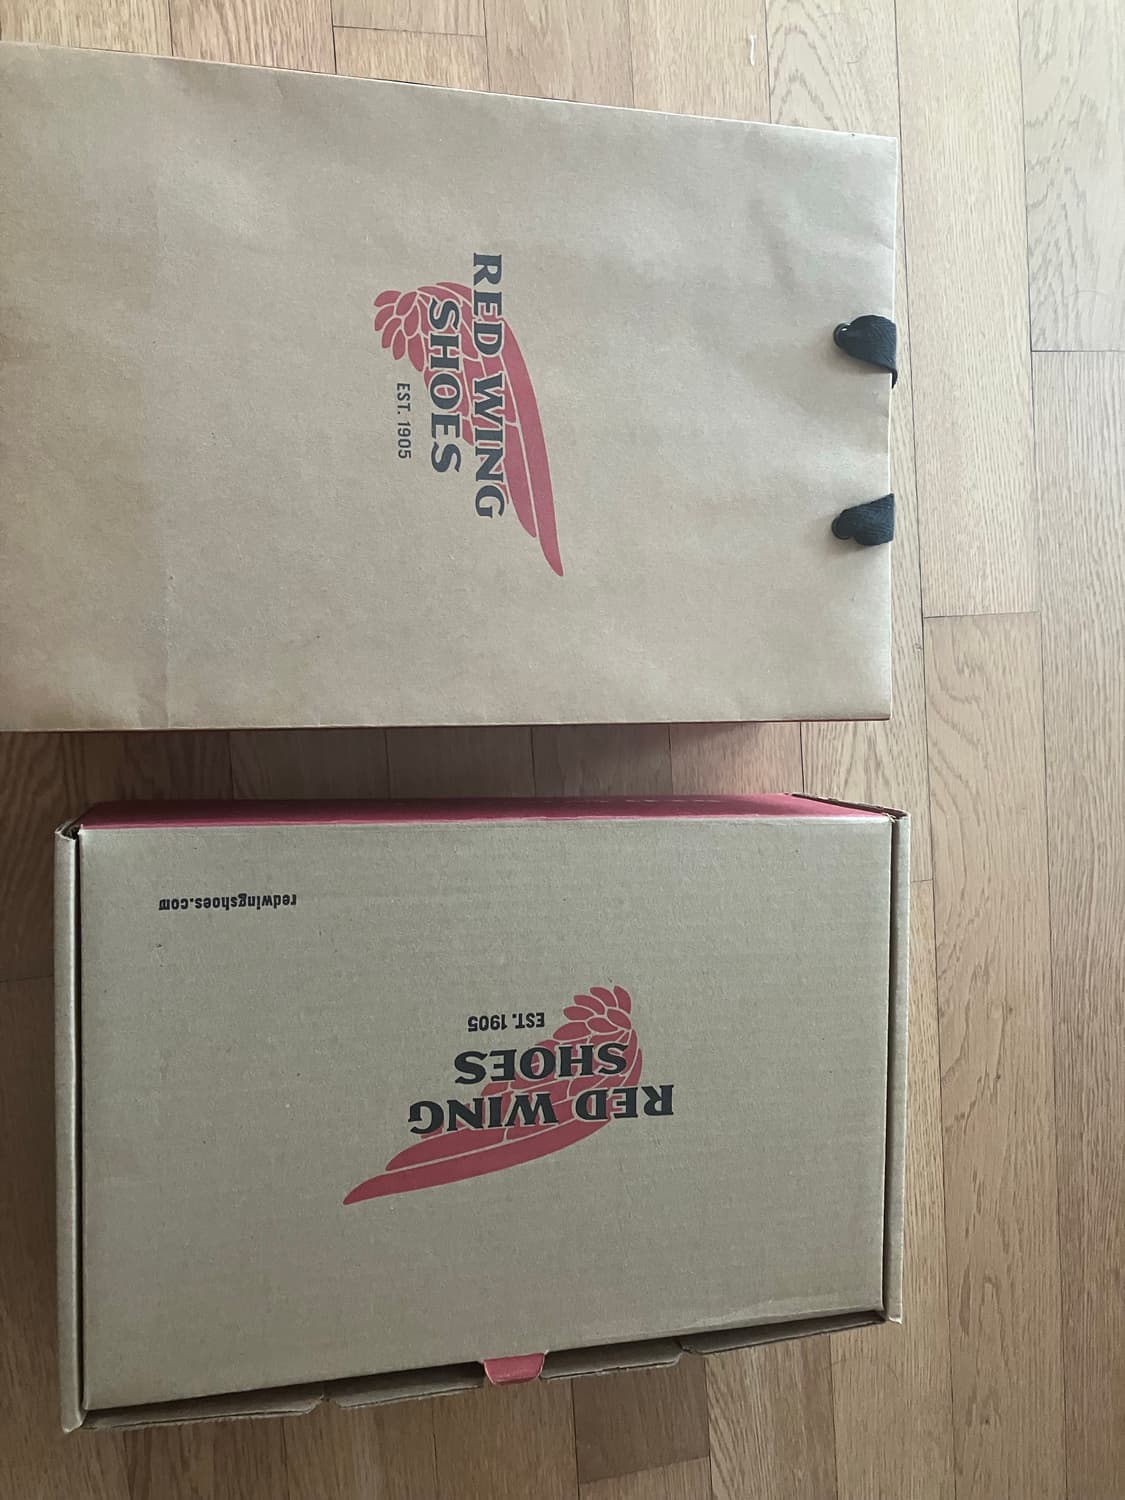 RED WING
SHOES
EST. 1905
redwingshoes.com
RED WING
SHOES
EST. 1905